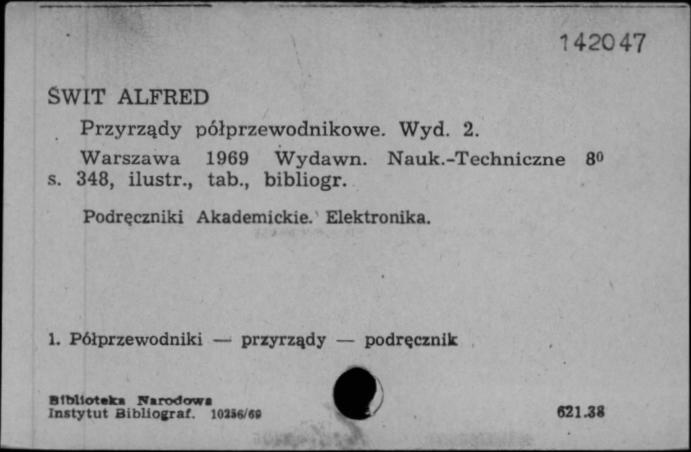 142047
ŚWIT ALFRED
Przyrządy półprzewodnikowe. Wyd. 2.
Warszawa 1969 Wydawn. Nauk.-Techniczne 8⁰
s. 348, ilustr., tab., bibliogr.
Podręczniki Akademickie. Elektronika.
1. Półprzewodniki — przyrządy — podręcznik
Biblioteka Narodowa
Instytut Bibliograf. 10256/69
621.38